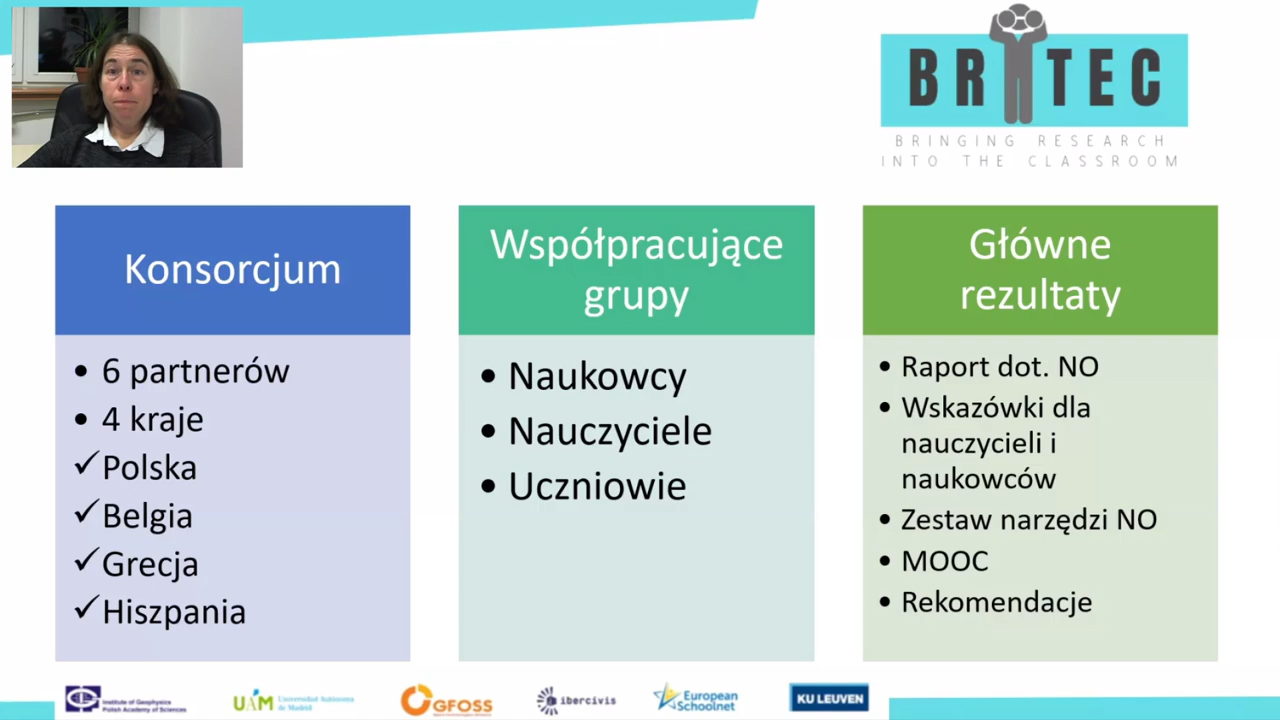 BRITEC
BRINGING RESEARCH
INTO THE CLASSROOM
Konsorcjum
• 6 partnerów
• 4 kraje
✓Polska
✓Belgia
✓Grecja
✓Hiszpania
Współpracujące
grupy
• Naukowcy
• Nauczyciele
• Uczniowie
Główne
rezultaty
• Raport dot. NO
• Wskazówki dla
nauczycieli i
naukowców
• Zestaw narzędzi NO
• MOOC
• Rekomendacje
Institute of Geophysics
Polish Academy of Sciences
UAM
Universidad Autónoma
de Madrid
GFOSS
ibercivis
European
Schoolnet
KU LEUVEN